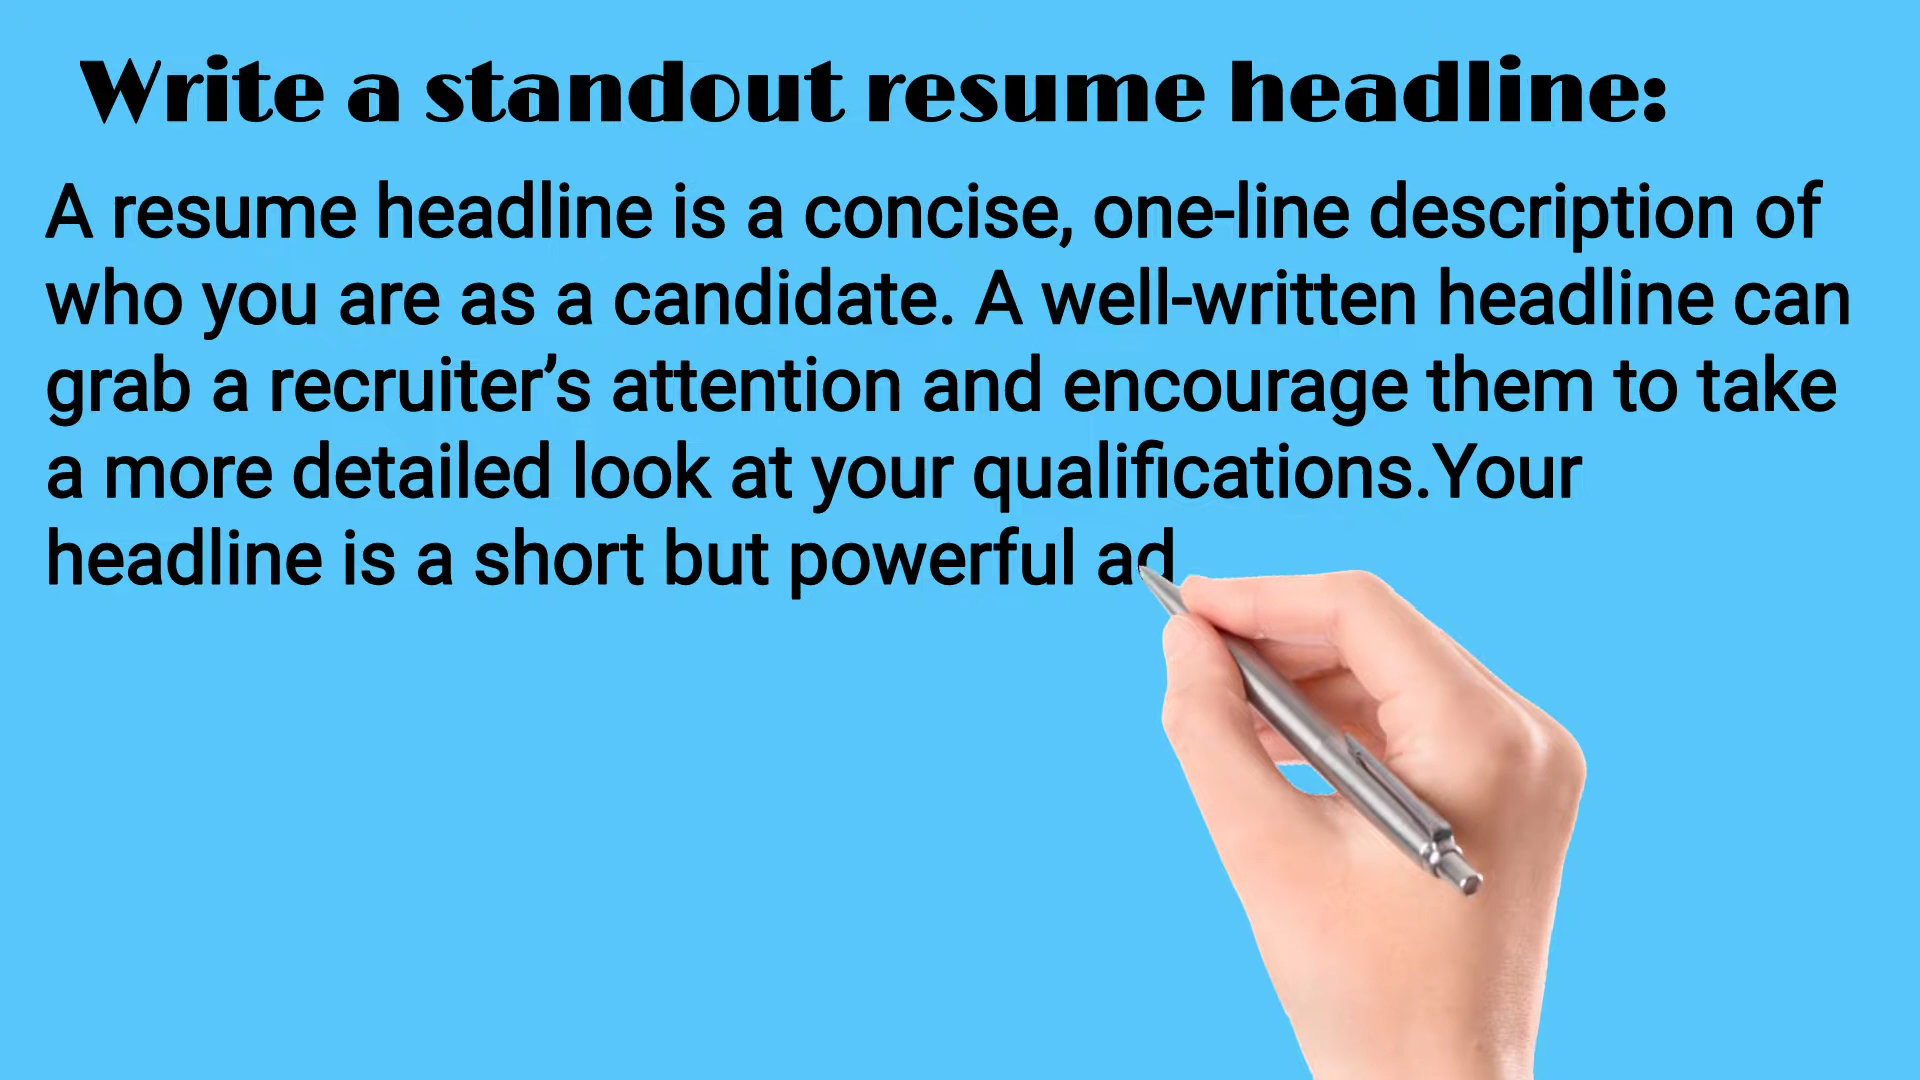 Write a standout resume headline:
A resume headline is a concise, one-line description of
who you are as a candidate. A well-written headline can
grab a recruiter’s attention and encourage them to take
a more detailed look at your qualifications.Your
headline is a short but powerful ad